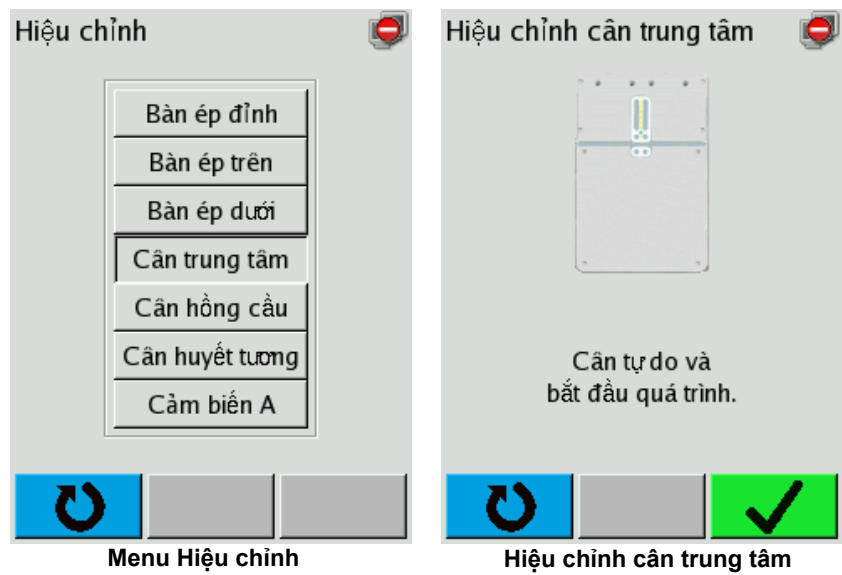 Hiệu chỉnh
Bàn ép đỉnh
Bàn ép trên
Bàn ép dưới
Cân trung tâm
Cân hồng cầu
Cân huyết tương
Cảm biến A
Menu Hiệu chỉnh
Hiệu chỉnh cân trung tâm
Cân tự do và
bắt đầu quá trình.
Hiệu chỉnh cân trung tâm